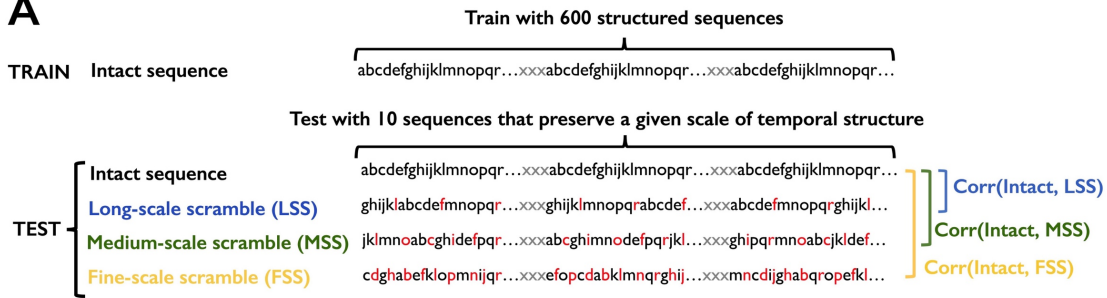 A
Train with 600 structured sequences
TRAIN Intact sequence abcdefghijklmnopqr...xxxabcdefghijklmnopqr...xxxabcdefghijklmnopqr...
Test with 10 sequences that preserve a given scale of temporal structure
TEST
Intact sequence abcdefghijklmnopqr...xxxabcdefghijklmnopqr...xxxabcdefghijklmnopqr...
Corr(Intact, LSS)
Long-scale scramble (LSS) ghijklabcdefmnopqr...xxxghijklmnopqrabcdef...xxxabcdefmnopqrghijkl...
Corr(Intact, MSS)
Medium-scale scramble (MSS) jklmnoabcghidefpqr...xxxabcghimnodefpqrjkl...xxxghipqrmnoabcjkldef...
Corr(Intact, FSS)
Fine-scale scramble (FSS) cdghabefklopmnijqr...xxxefopcdabklmnqrghij...xxxmncdijghabqropefkl...